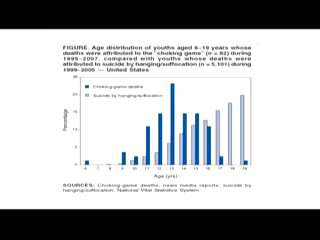 FIGURE. Age distribution of youths aged 6–19 years whose
deaths were attributed to the "choking game" (n = 82) during
1995–2007, compared with youths whose deaths were
attributed to suicide by hanging/suffocation (n = 5,101) during
1999–2005 — United States
25
Choking-game deaths
Suicide by hanging/suffocation
20
15
10
5
0
Percentage
6 7 8 9 10 11 12 13 14 15 16 17 18 19
Age (yrs)
SOURCES: Choking-game deaths, news media reports; suicide by
hanging/suffocation, National Vital Statistics System.